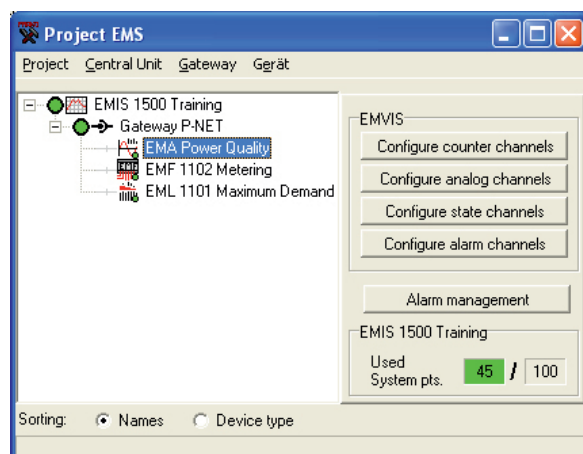 Project EMS
Project Central Unit Gateway Gerät
EMIS 1500 Training
Gateway P-NET
EMA Power Quality
EMF 1102 Metering
EML 1101 Maximum Demand
EMVIS
Configure counter channels
Configure analog channels
Configure state channels
Configure alarm channels
Alarm management
EMIS 1500 Training
Used
System pts.
45 / 100
Sorting: Names Device type